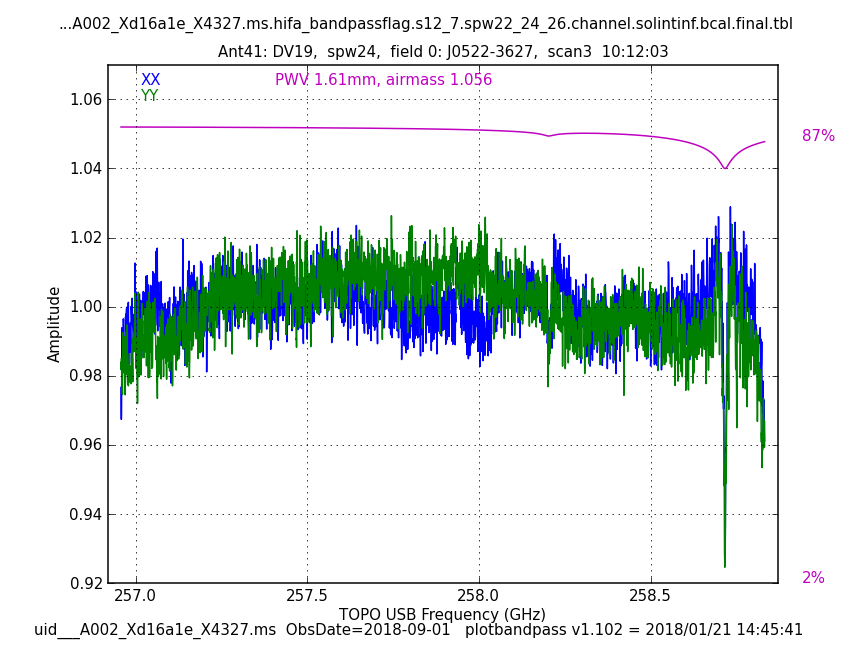 ...A002_Xd16a1e_X4327.ms.hifa_bandpassflag.s12_7.spw22_24_26.channel.solintinf.bcal.final.tbl
Ant41: DV19,  spw24,  field 0: J0522-3627,  scan3  10:12:03
XX
PWV 1.61mm, airmass 1.056
YY
1.06
87%
1.04
1.02
1.00
Amplitude
0.98
0.96
0.94
2%
0.92
257.0 257.5 258.0 258.5
TOPO USB Frequency (GHz)
uid___A002_Xd16a1e_X4327.ms  ObsDate=2018-09-01   plotbandpass v1.102 = 2018/01/21 14:45:41